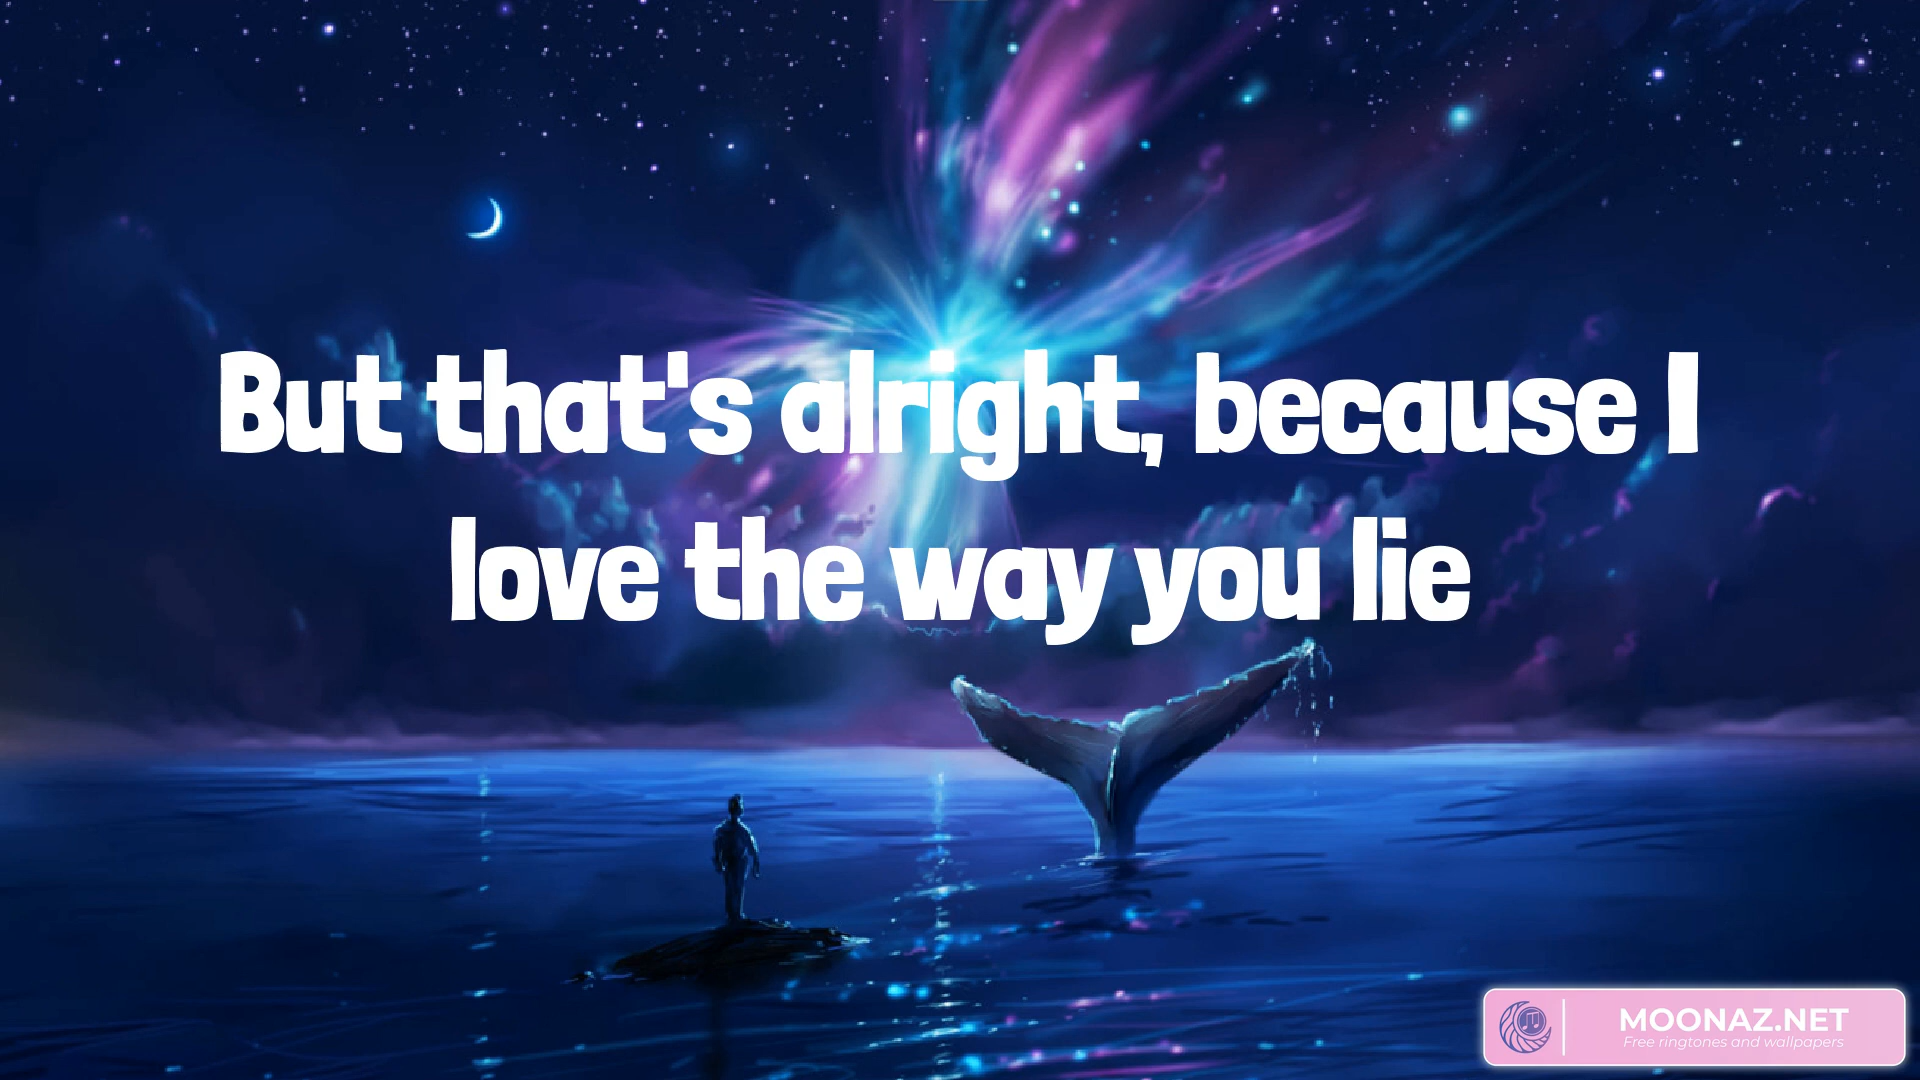 But that's alright, because I
love the way you lie
MOONAZ.NET
Free ringtones and wallpapers